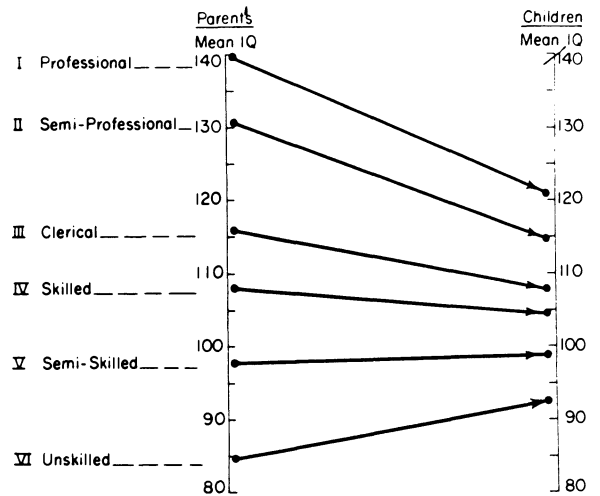 Parents
Mean IQ
Children
Mean IQ
I Professional
II Semi-Professional
III Clerical
IV Skilled
V Semi-Skilled
VI Unskilled
140
130
120
110
100
90
80
140
130
120
110
100
90
80